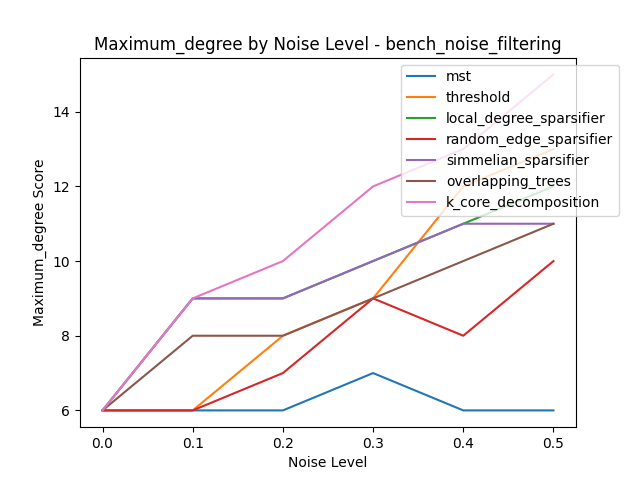 Maximum_degree by Noise Level - bench_noise_filtering
mst
threshold
local_degree_sparsifier
random_edge_sparsifier
simmelian_sparsifier
overlapping_trees
k_core_decomposition
Maximum_degree Score
14
12
10
8
6
0.0 0.1 0.2 0.3 0.4 0.5
Noise Level